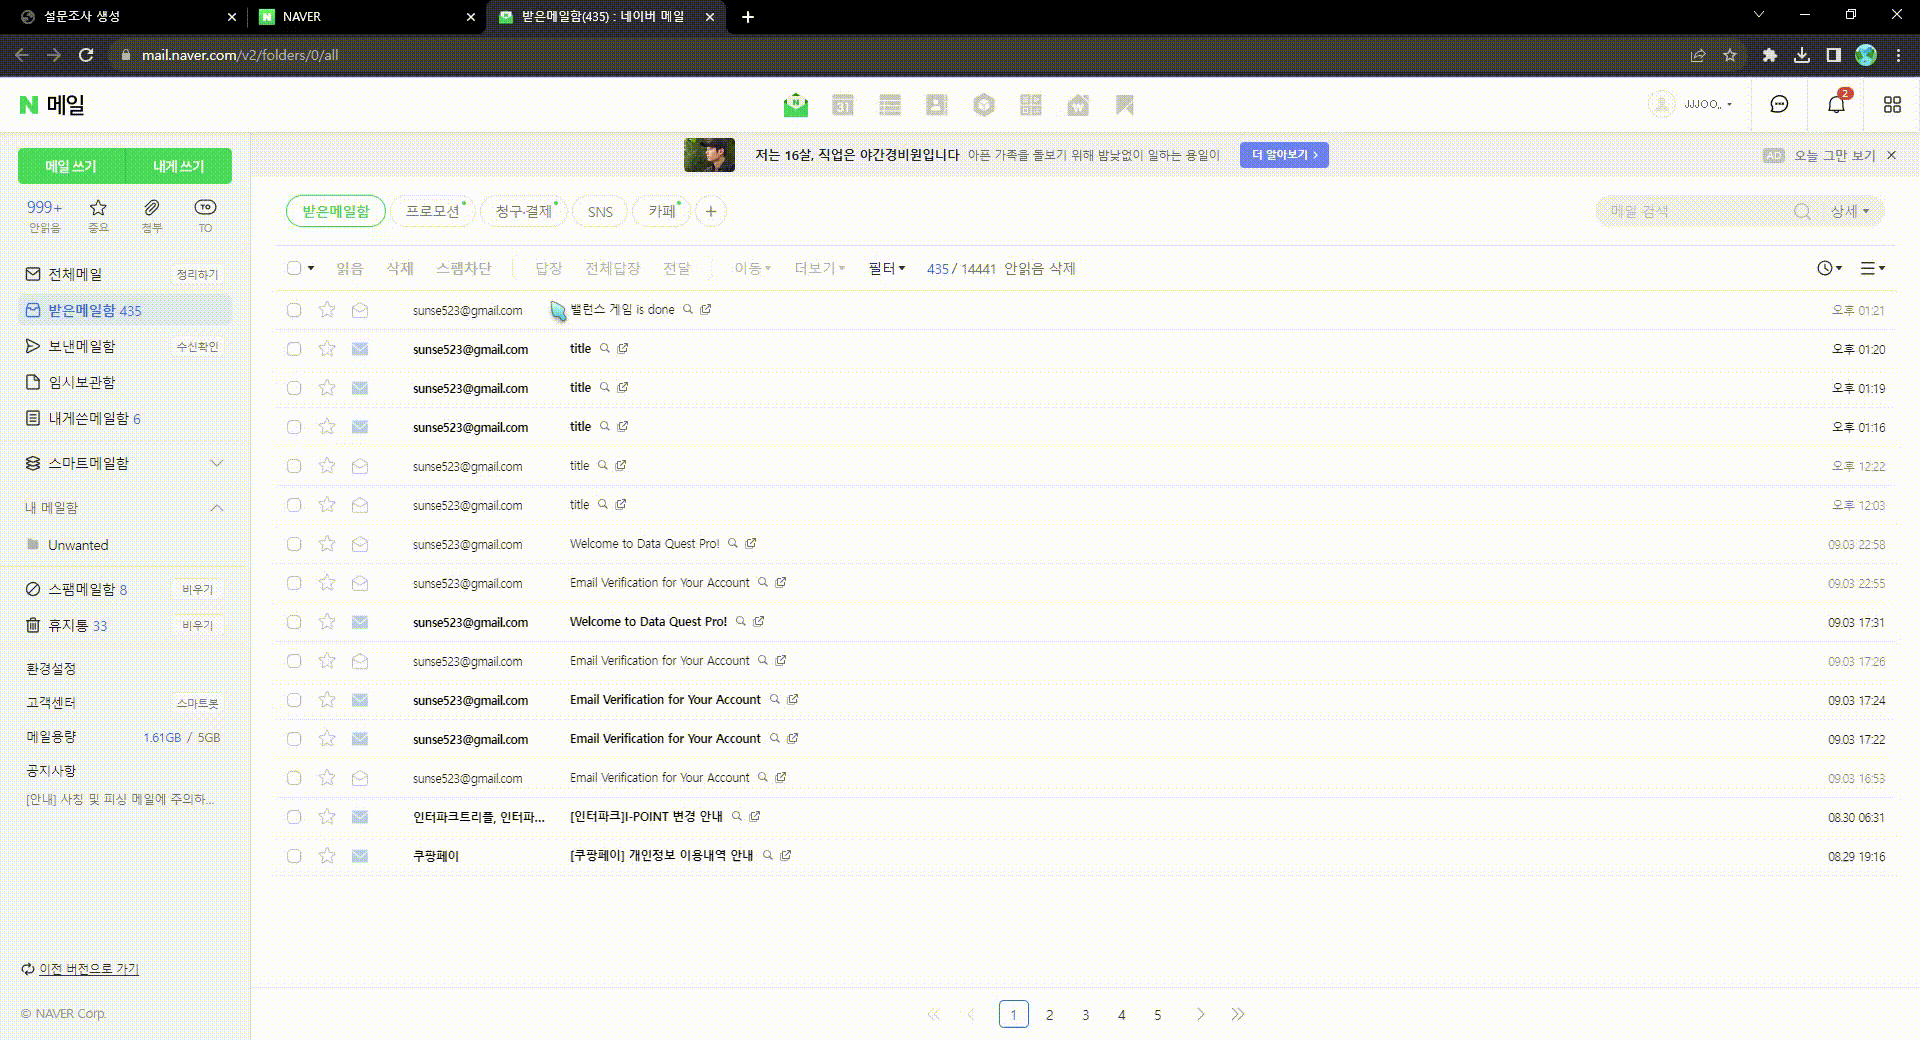 설문조사 생성
NAVER
받은메일함(435) : 네이버 메일
mail.naver.com/v2/folders/0/all
N 메일
31
JJJOO..
2
메일 쓰기
내게 쓰기
저는 16살, 직업은 야간경비원입니다 아픈 가족을 돌보기 위해 밤낮없이 일하는 용일이
더 알아보기 >
AD 오늘 그만 보기
999+
TO
안읽음
중요
첨부
TO
받은메일함
프로모션
청구·결제
SNS
카페
메일 검색
상세
전체메일
정리하기
읽음 삭제 스팸차단 답장 전체답장 전달 이동 더보기 필터 435 / 14441 안읽음 삭제
받은메일함 435
보낸메일함
수신확인
임시보관함
내게쓴메일함 6
스마트메일함
내 메일함
Unwanted
스팸메일함 8
비우기
휴지통 33
비우기
환경설정
고객센터
스마트봇
메일용량
1.61GB / 5GB
공지사항
[안내] 사칭 및 피싱 메일에 주의하...
이전 버전으로 가기
© NAVER Corp.
sunse523@gmail.com 밸런스 게임 is done 오후 01:21
sunse523@gmail.com title 오후 01:20
sunse523@gmail.com title 오후 01:19
sunse523@gmail.com title 오후 01:16
sunse523@gmail.com title 오후 12:22
sunse523@gmail.com title 오후 12:03
sunse523@gmail.com Welcome to Data Quest Pro! 09.03 22:58
sunse523@gmail.com Email Verification for Your Account 09.03 22:55
sunse523@gmail.com Welcome to Data Quest Pro! 09.03 17:31
sunse523@gmail.com Email Verification for Your Account 09.03 17:26
sunse523@gmail.com Email Verification for Your Account 09.03 17:24
sunse523@gmail.com Email Verification for Your Account 09.03 17:22
sunse523@gmail.com Email Verification for Your Account 09.03 16:53
인터파크트리플, 인터파... [인터파크]I-POINT 변경 안내 08.30 06:31
쿠팡페이 [쿠팡페이] 개인정보 이용내역 안내 08.29 19:16
1 2 3 4 5